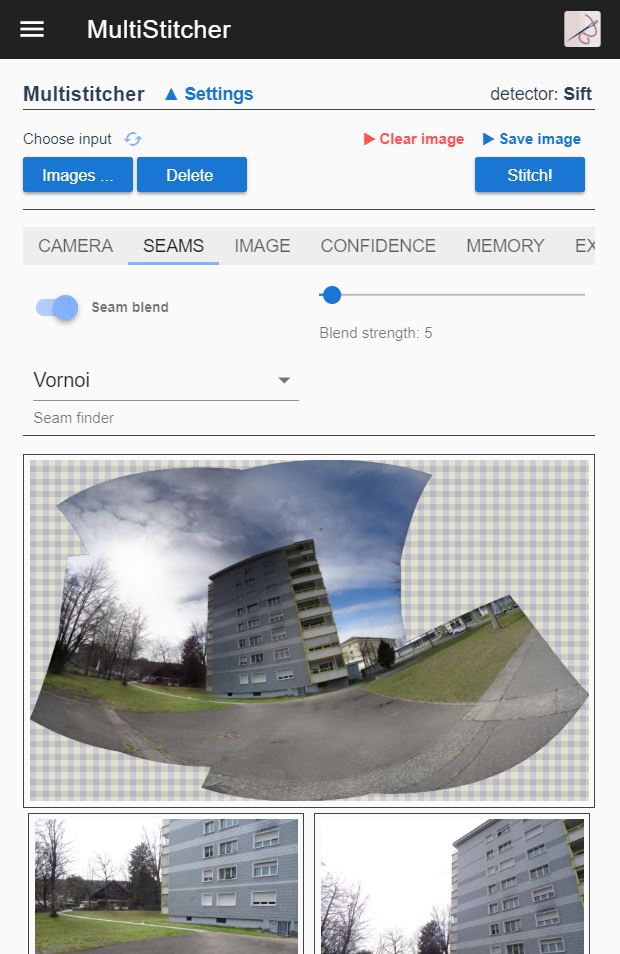 MultiStitcher
Multistitcher ▲ Settings detector: Sift
Choose input ▶ Clear image ▶ Save image
Images ... Delete Stitch!
CAMERA SEAMS IMAGE CONFIDENCE MEMORY EX
Seam blend
Blend strength: 5
Vornoi
Seam finder